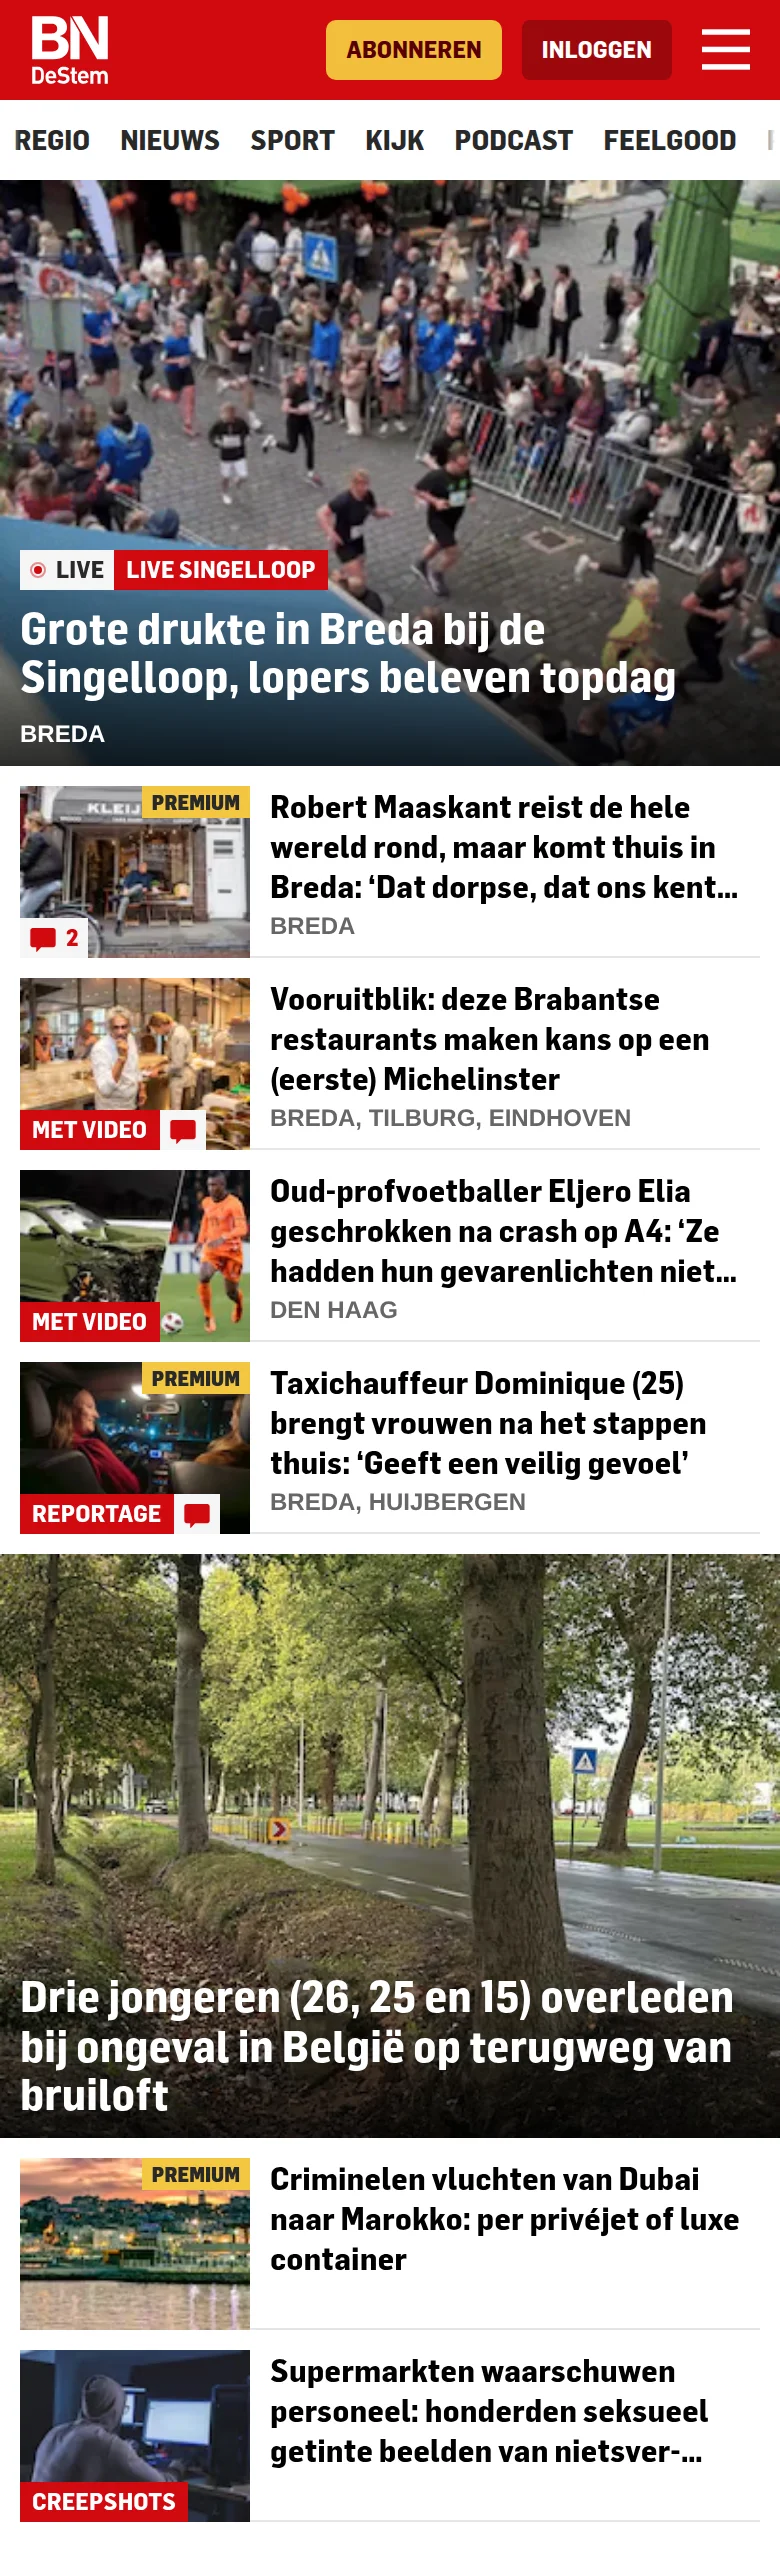 BN
DeStem
ABONNEREN
INLOGGEN
REGIO NIEUWS SPORT KIJK PODCAST FEELGOOD
LIVE LIVE SINGELLOOP
Grote drukte in Breda bij de
Singelloop, lopers beleven topdag
BREDA
KLEIJ
PREMIUM
2
Robert Maaskant reist de hele
wereld rond, maar komt thuis in
Breda: ‘Dat dorpse, dat ons kent...
BREDA
MET VIDEO
Vooruitblik: deze Brabantse
restaurants maken kans op een
(eerste) Michelinster
BREDA, TILBURG, EINDHOVEN
MET VIDEO
Oud-profvoetballer Eljero Elia
geschrokken na crash op A4: ‘Ze
hadden hun gevarenlichten niet...
DEN HAAG
PREMIUM
REPORTAGE
Taxichauffeur Dominique (25)
brengt vrouwen na het stappen
thuis: ‘Geeft een veilig gevoel’
BREDA, HUIJBERGEN
Drie jongeren (26, 25 en 15) overleden
bij ongeval in België op terugweg van
bruiloft
PREMIUM
Criminelen vluchten van Dubai
naar Marokko: per privéjet of luxe
container
CREEPSHOTS
Supermarkten waarschuwen
personeel: honderden seksueel
getinte beelden van nietsver-...